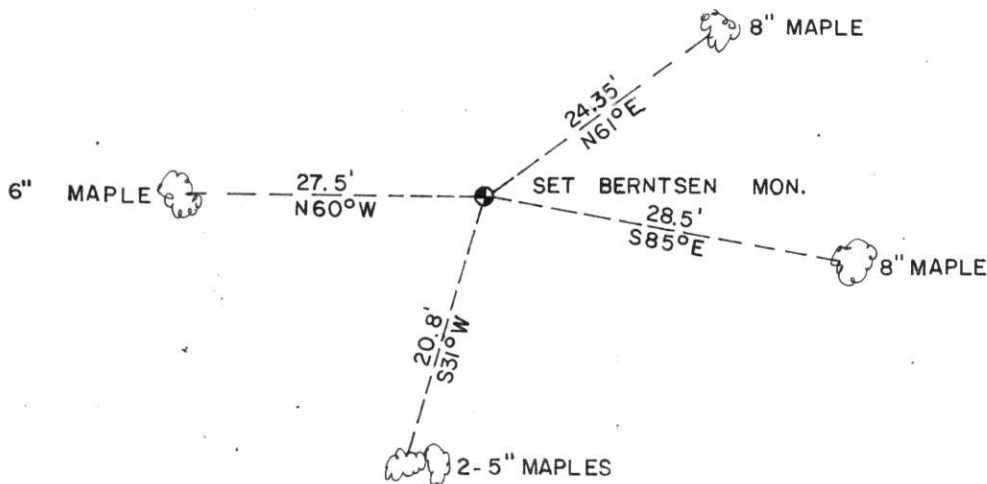 8" MAPLE
24.35'
N61°E
6" MAPLE
27.5'
N60°W
SET BERNTSEN MON.
28.5'
S85°E
8" MAPLE
20.8'
S31°W
2-5" MAPLES